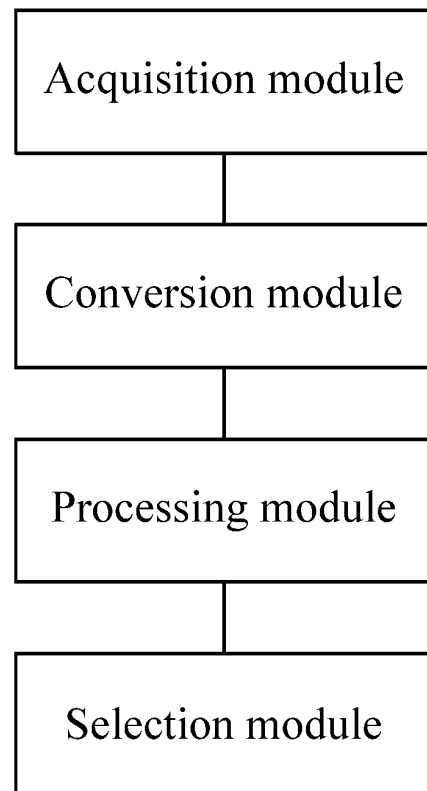 Acquisition module
Conversion module
Processing module
Selection module